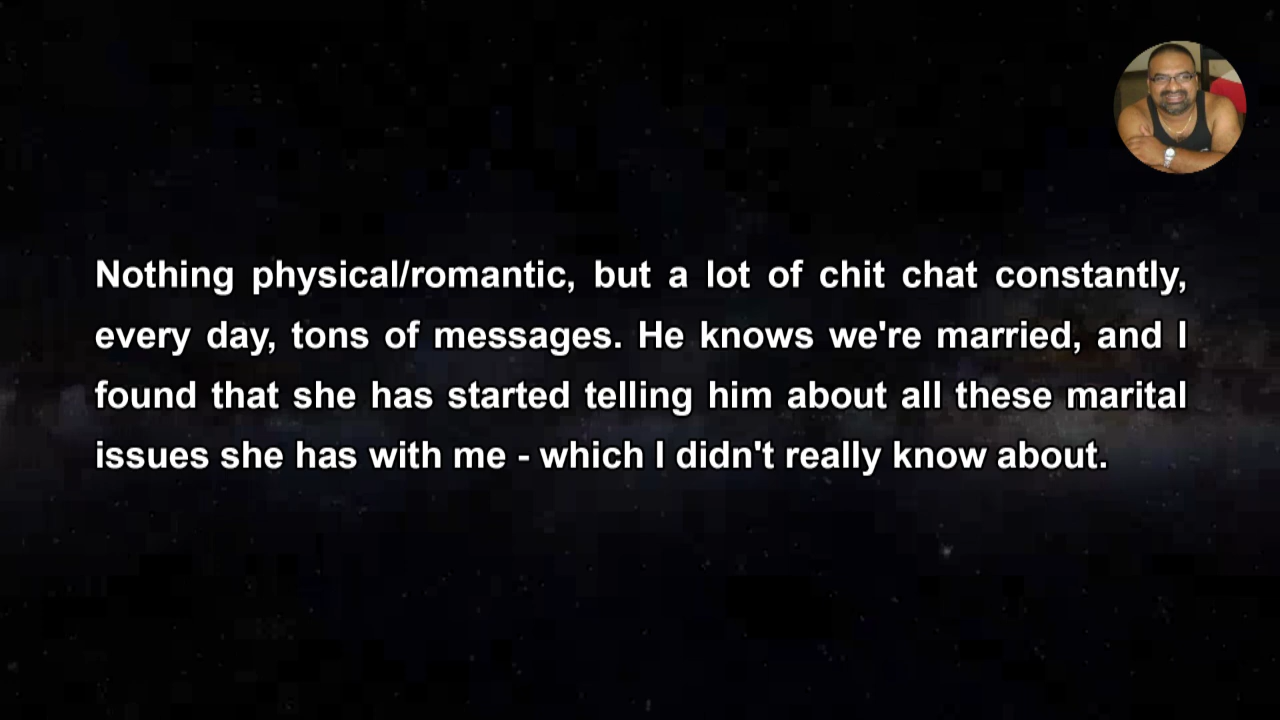 Nothing physical/romantic, but a lot of chit chat constantly,
every day, tons of messages. He knows we're married, and I
found that she has started telling him about all these marital
issues she has with me - which I didn't really know about.